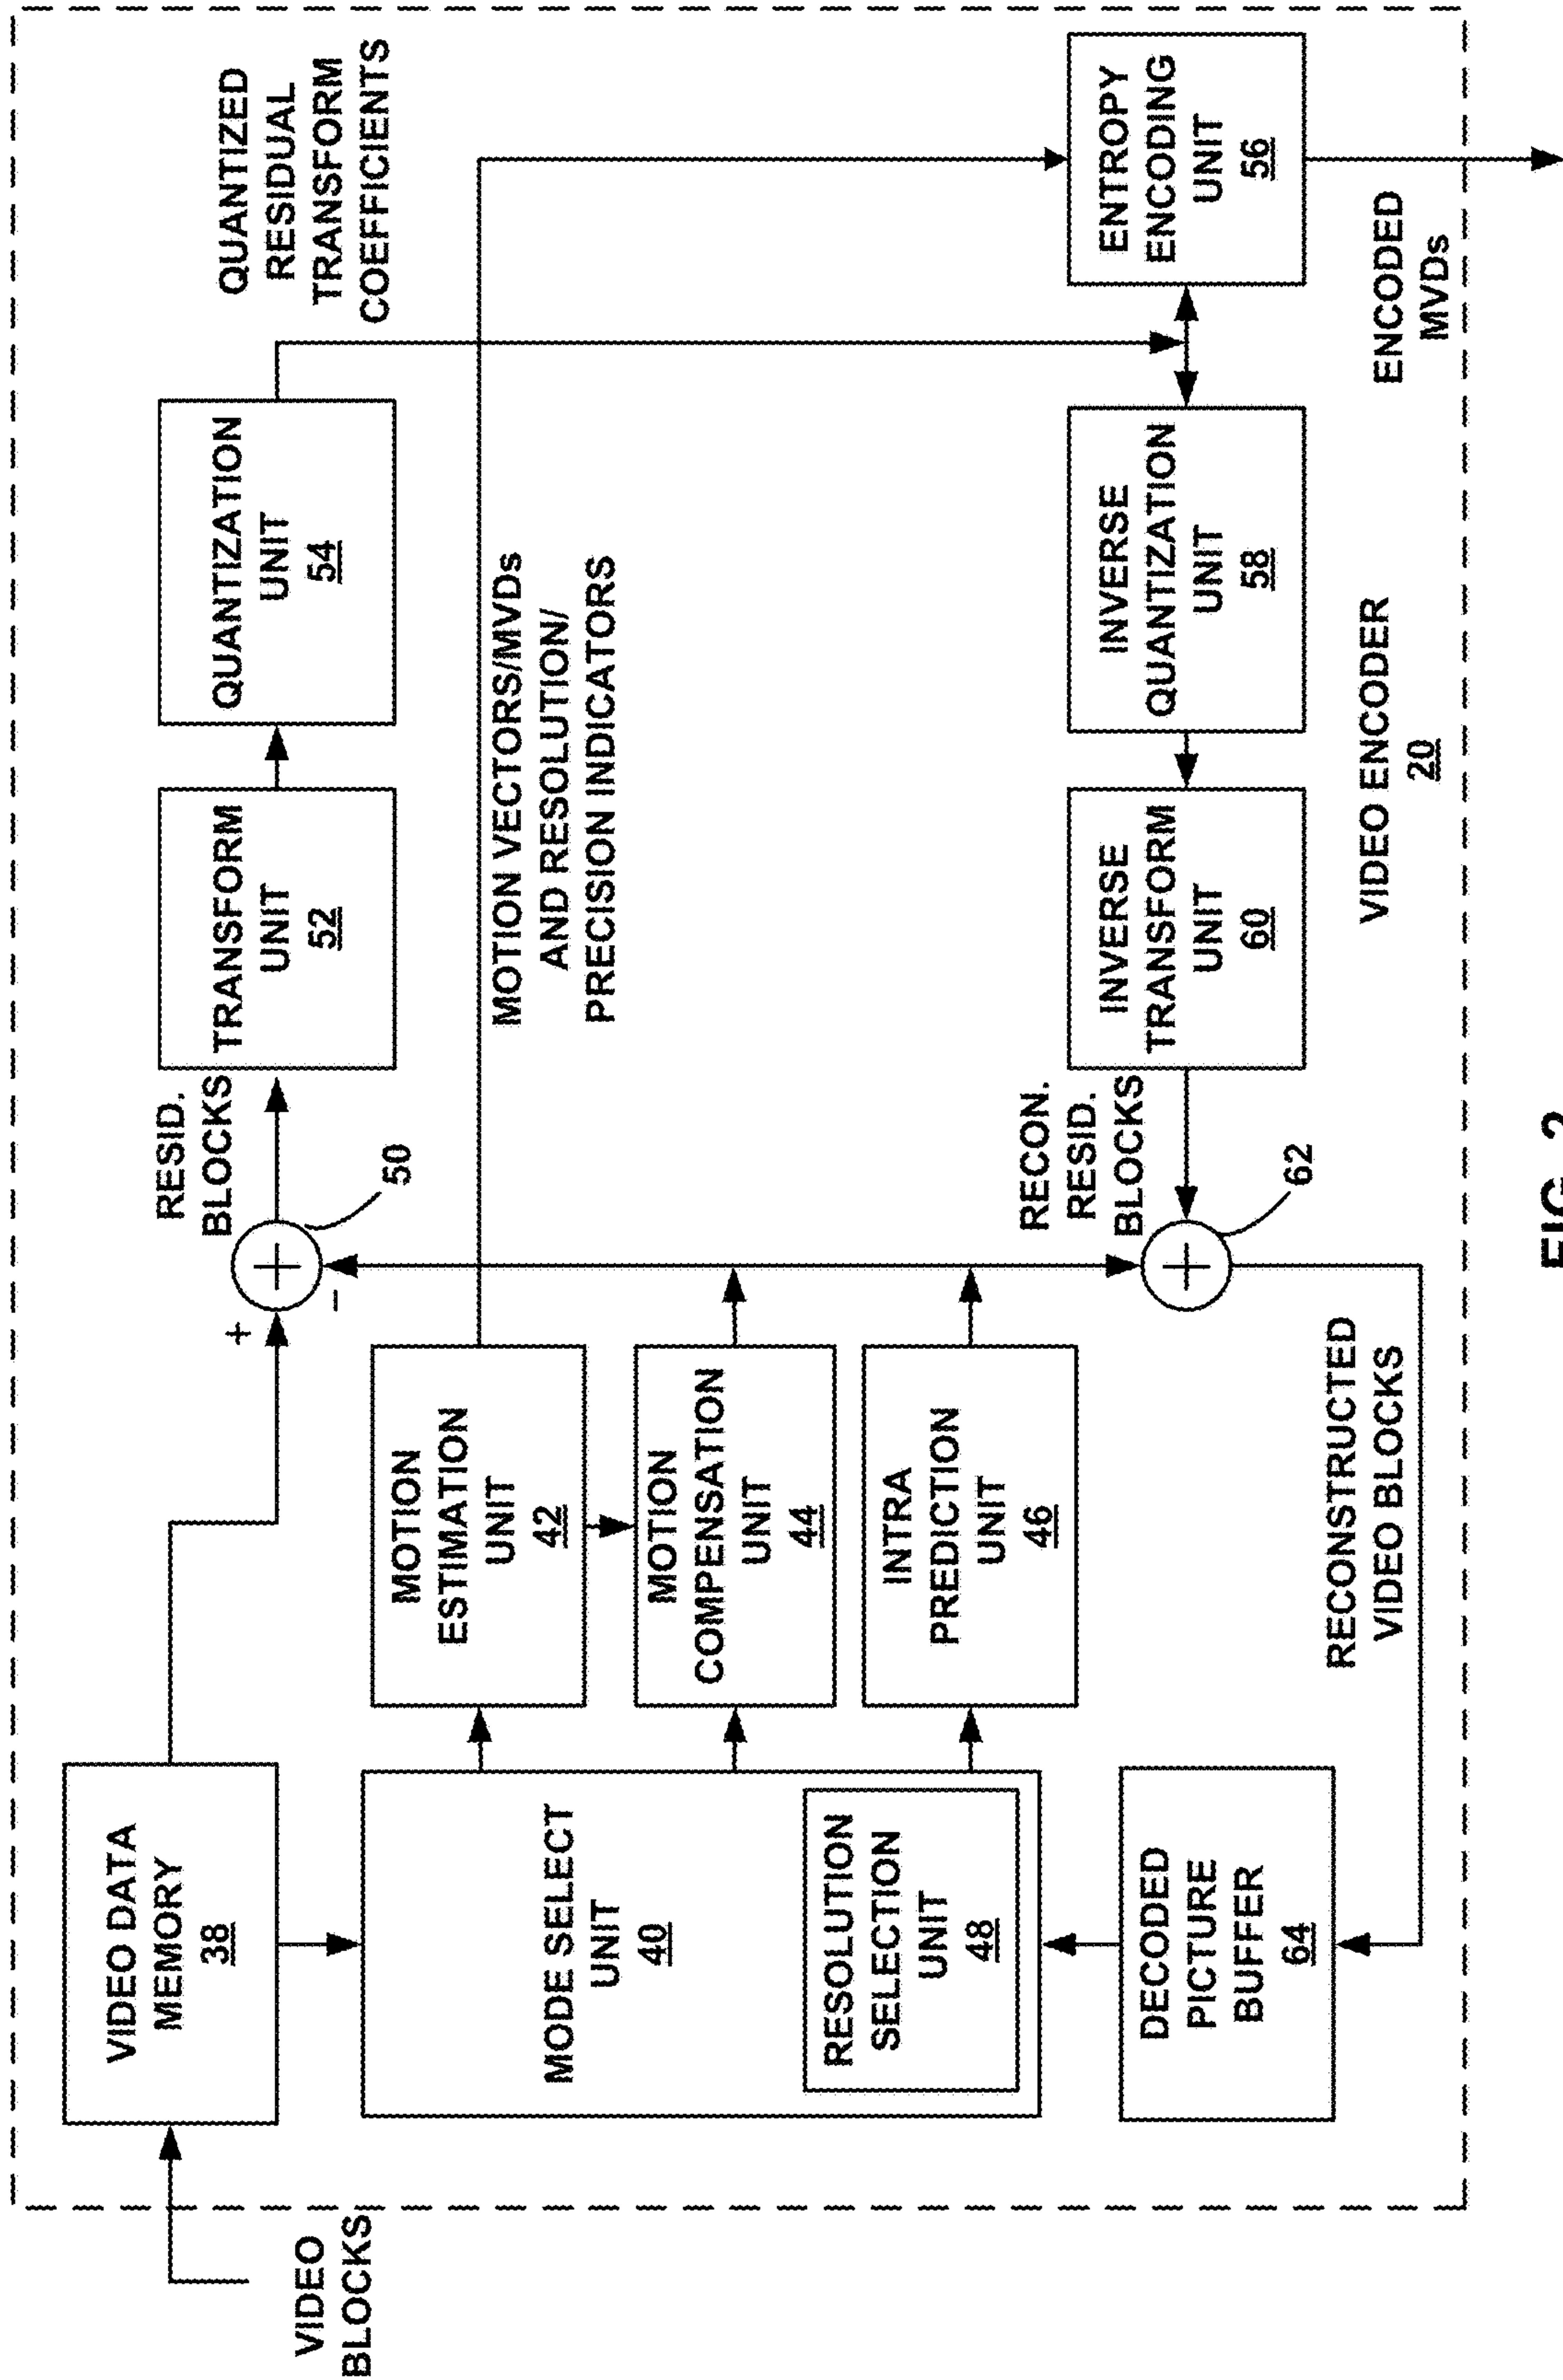 VIDEO
BLOCKS
VIDEO DATA
MEMORY
38
MODE SELECT
UNIT
40
RESOLUTION
SELECTION
UNIT
48
DECODED
PICTURE
BUFFER
64
MOTION
ESTIMATION
UNIT
42
MOTION
COMPENSATION
UNIT
44
INTRA
PREDICTION
UNIT
46
RECONSTRUCTED
VIDEO BLOCKS
+
−
+
50
RESID.
BLOCKS
TRANSFORM
UNIT
52
QUANTIZATION
UNIT
54
QUANTIZED
RESIDUAL
TRANSFORM
COEFFICIENTS
MOTION VECTORS/MVDs
AND RESOLUTION/
PRECISION INDICATORS
RECON.
RESID.
BLOCKS
+
62
INVERSE
TRANSFORM
UNIT
60
INVERSE
QUANTIZATION
UNIT
58
ENTROPY
ENCODING
UNIT
56
ENCODED
MVDs
VIDEO ENCODER
20
FIG. 2